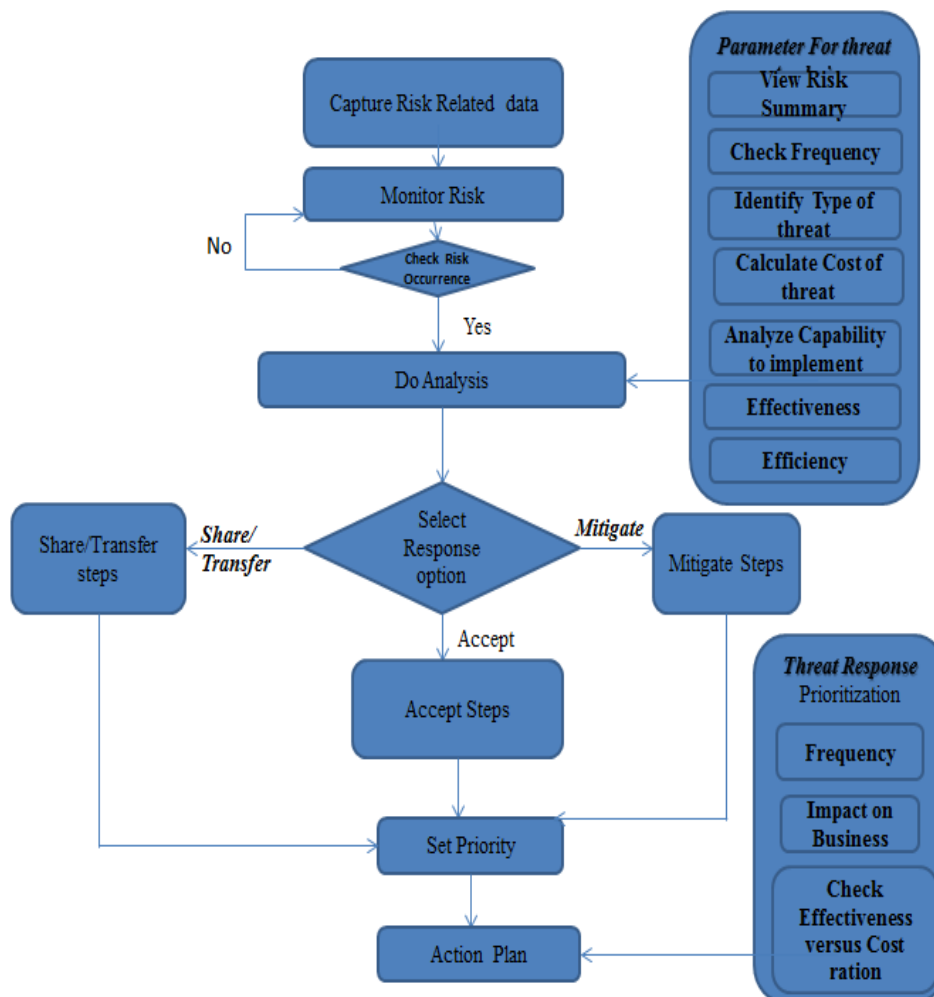 Parameter For threat
View Risk
Summary
Check Frequency
Identify Type of
threat
Calculate Cost of
threat
Analyze Capability
to implement
Effectiveness
Efficiency
Capture Risk Related data
Monitor Risk
No
Check Risk
Occurrence
Yes
Do Analysis
Share/Transfer
steps
Share/
Transfer
Select
Response
option
Mitigate
Mitigate Steps
Accept
Accept Steps
Threat Response
Prioritization
Frequency
Impact on
Business
Check
Effectiveness
versus Cost
ration
Set Priority
Action Plan